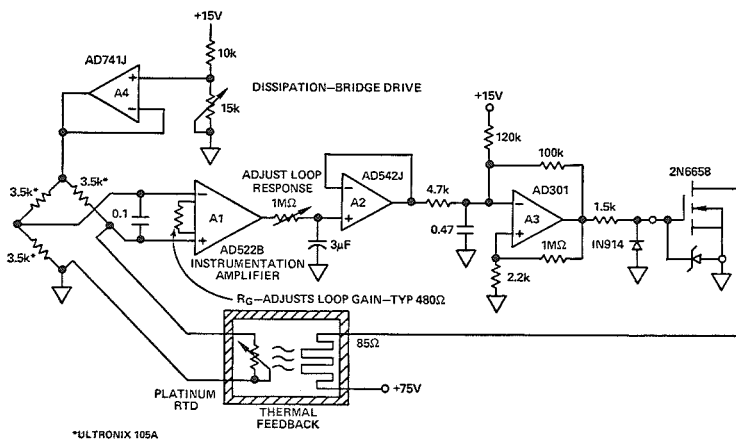 +15V
10k
AD741J
+
A4
−
15k
DISSIPATION–BRIDGE DRIVE
+15V
120k
100k
2N6658
3.5k*
3.5k*
ADJUST LOOP
RESPONSE
1MΩ
−
AD542J
A2
+
4.7k
AD301
−
A3
+
1.5k
0.1
−
A1
+
AD522B
INSTRUMENTATION
AMPLIFIER
3µF
0.47
1MΩ
IN914
3.5k*
2.2k
RG–ADJUSTS LOOP GAIN–TYP 480Ω
85Ω
+75V
PLATINUM
RTD
THERMAL
FEEDBACK
*ULTRONIX 105A